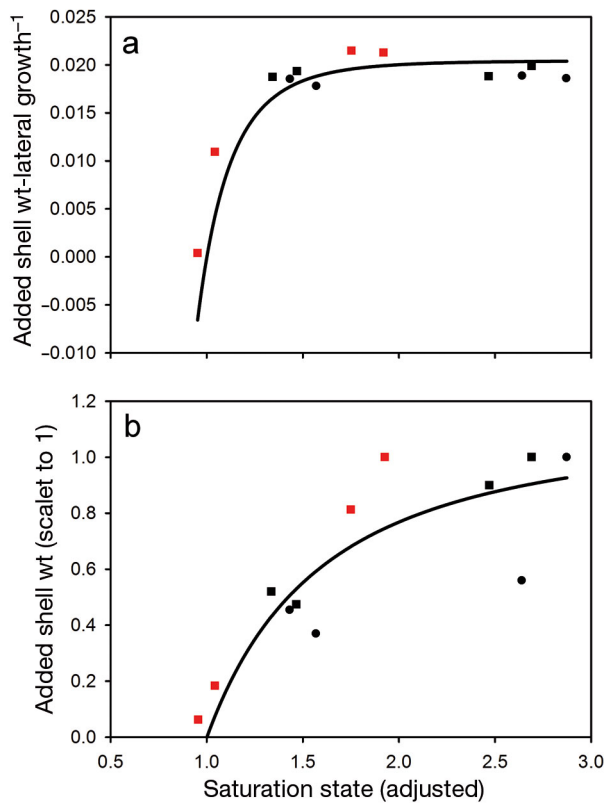 a
Added shell wt-lateral growth⁻¹
0.025
0.020
0.015
0.010
0.005
0.000
−0.005
−0.010
b
Added shell wt (scalet to 1)
1.2
1.0
0.8
0.6
0.4
0.2
0.0
0.5 1.0 1.5 2.0 2.5 3.0
Saturation state (adjusted)